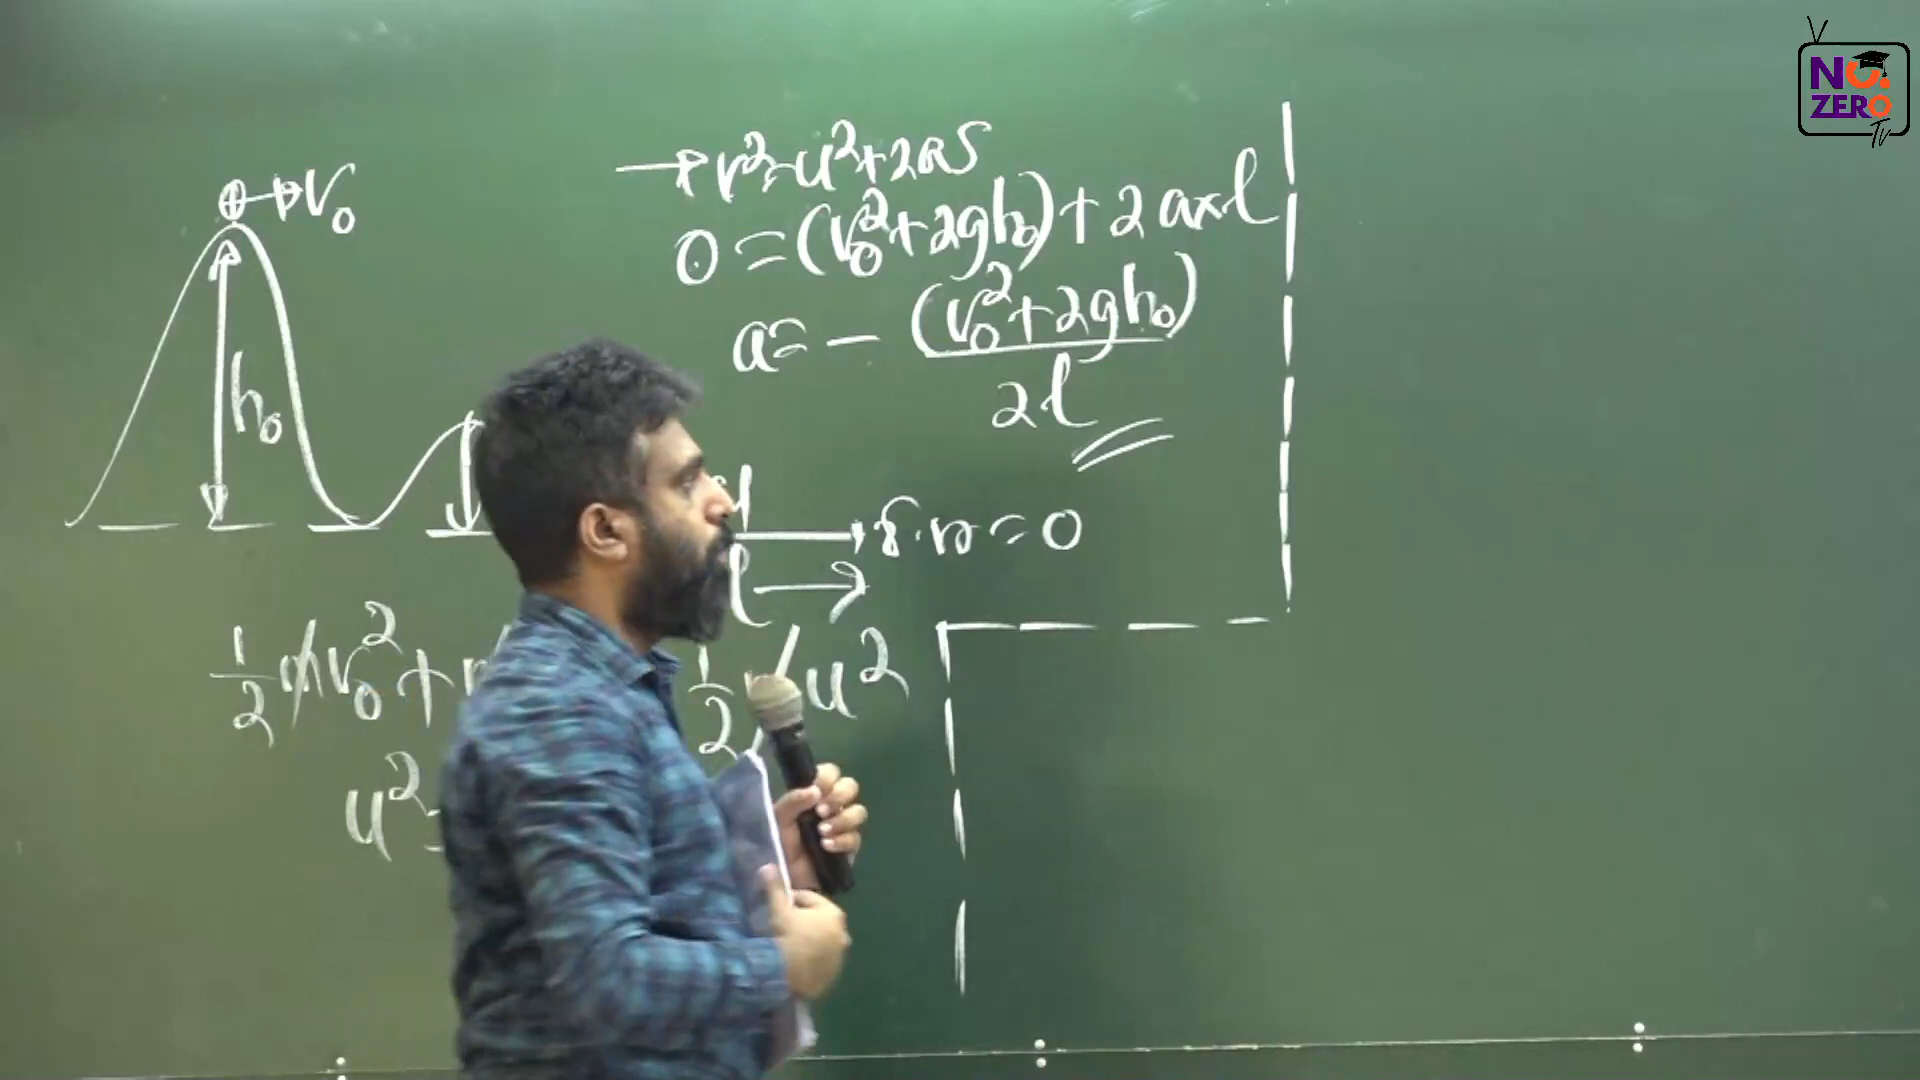 → V₀
h₀
→ v² = u² + 2as
0 = (v₀² + 2gh₀) + 2a×l
a = - (v₀² + 2gh₀)
2l
d
f.v = 0
l →
1/2 mv₀² + 1/2 u²
u² =
NO.
ZERO
TV